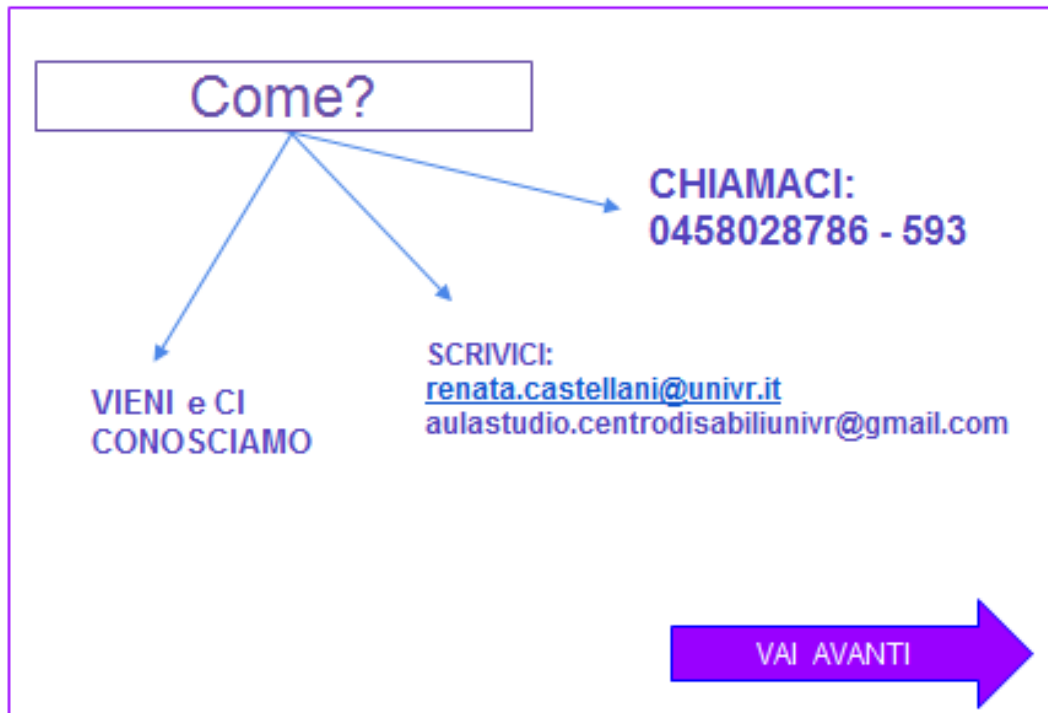 Come?
CHIAMACI:
0458028786 - 593
SCRIVICI:
renata.castellani@univr.it
aulastudio.centrodisabiliunivr@gmail.com
VIENI e CI
CONOSCIAMO
VAI AVANTI